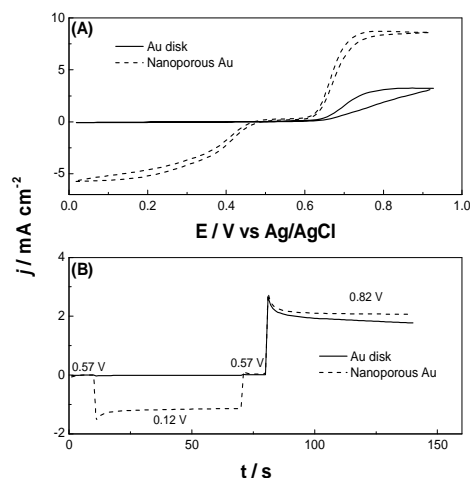 (A)
Au disk
Nanoporous Au
10
5
0
-5
0.0 0.2 0.4 0.6 0.8 1.0
E / V vs Ag/AgCl
j / mA cm-2
(B)
4
2
0
-2
0.82 V
0.57 V 0.57 V
Au disk
Nanoporous Au
0.12 V
0 50 100 150
t / s